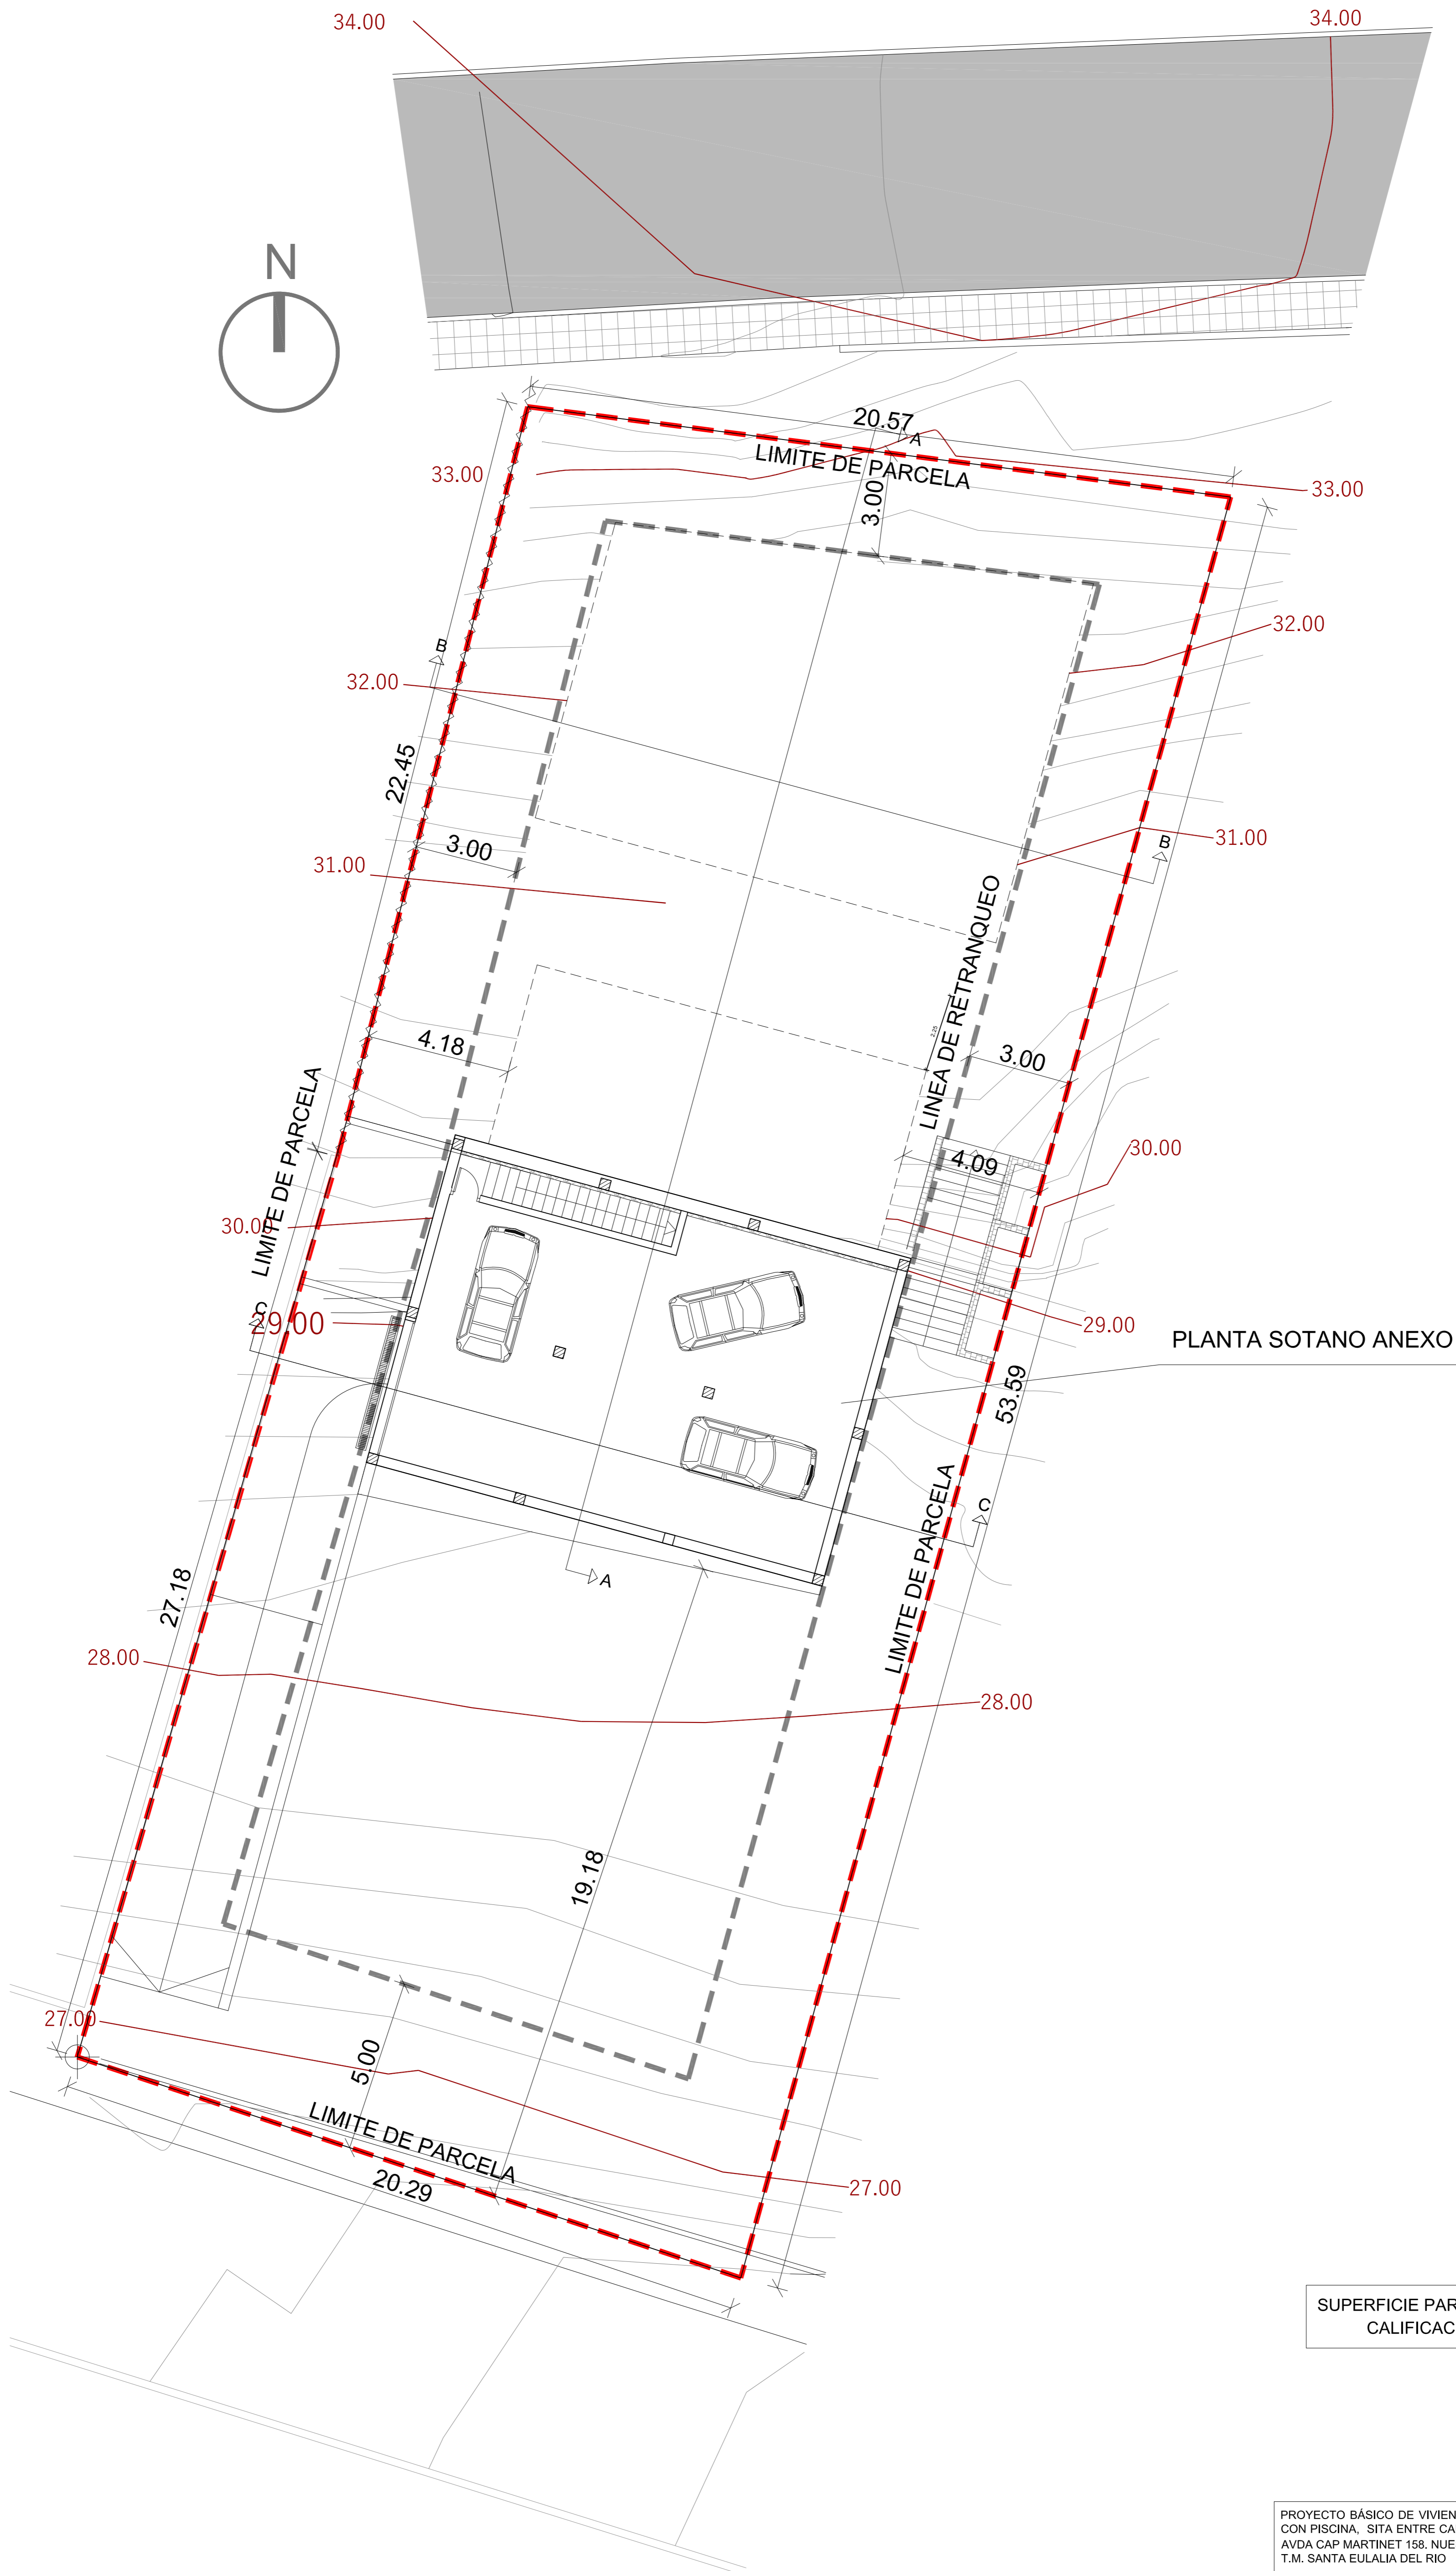 34.00
34.00
N
20.57
A
LIMITE DE PARCELA
33.00
33.00
3.00
32.00
B
32.00
22.45
3.00
31.00
31.00
B
LINEA DE RETRANQUEO
2.25
4.18
3.00
LIMITE DE PARCELA
30.00
4.09
30.00
C
29.00
29.00
PLANTA SOTANO ANEXO
53.59
C
LIMITE DE PARCELA
A
27.18
28.00
28.00
19.18
27.00
5.00
LIMITE DE PARCELA
27.00
20.29
SUPERFICIE PAR
CALIFICAC
PROYECTO BÁSICO DE VIVIEN
CON PISCINA, SITA ENTRE CA
AVDA CAP MARTINET 158. NUE
T.M. SANTA EULALIA DEL RIO